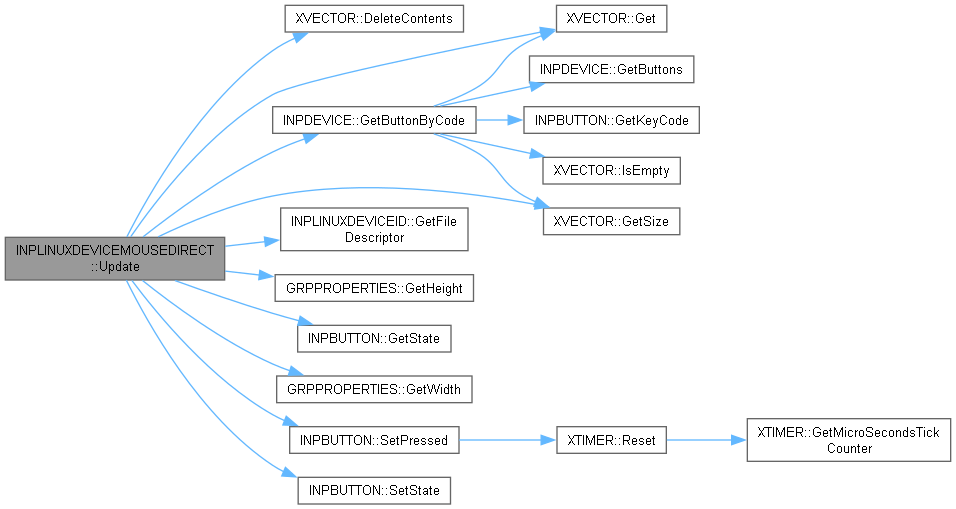 XVECTOR::DeleteContents
XVECTOR::Get
INPDEVICE::GetButtons
INPDEVICE::GetButtonByCode
INPBUTTON::GetKeyCode
XVECTOR::IsEmpty
XVECTOR::GetSize
INPLINUXDEVICEID::GetFile
Descriptor
INPLINUXDEVICEMOUSEDIRECT
::Update
GRPPROPERTIES::GetHeight
INPBUTTON::GetState
GRPPROPERTIES::GetWidth
INPBUTTON::SetPressed
XTIMER::Reset
XTIMER::GetMicroSecondsTick
Counter
INPBUTTON::SetState